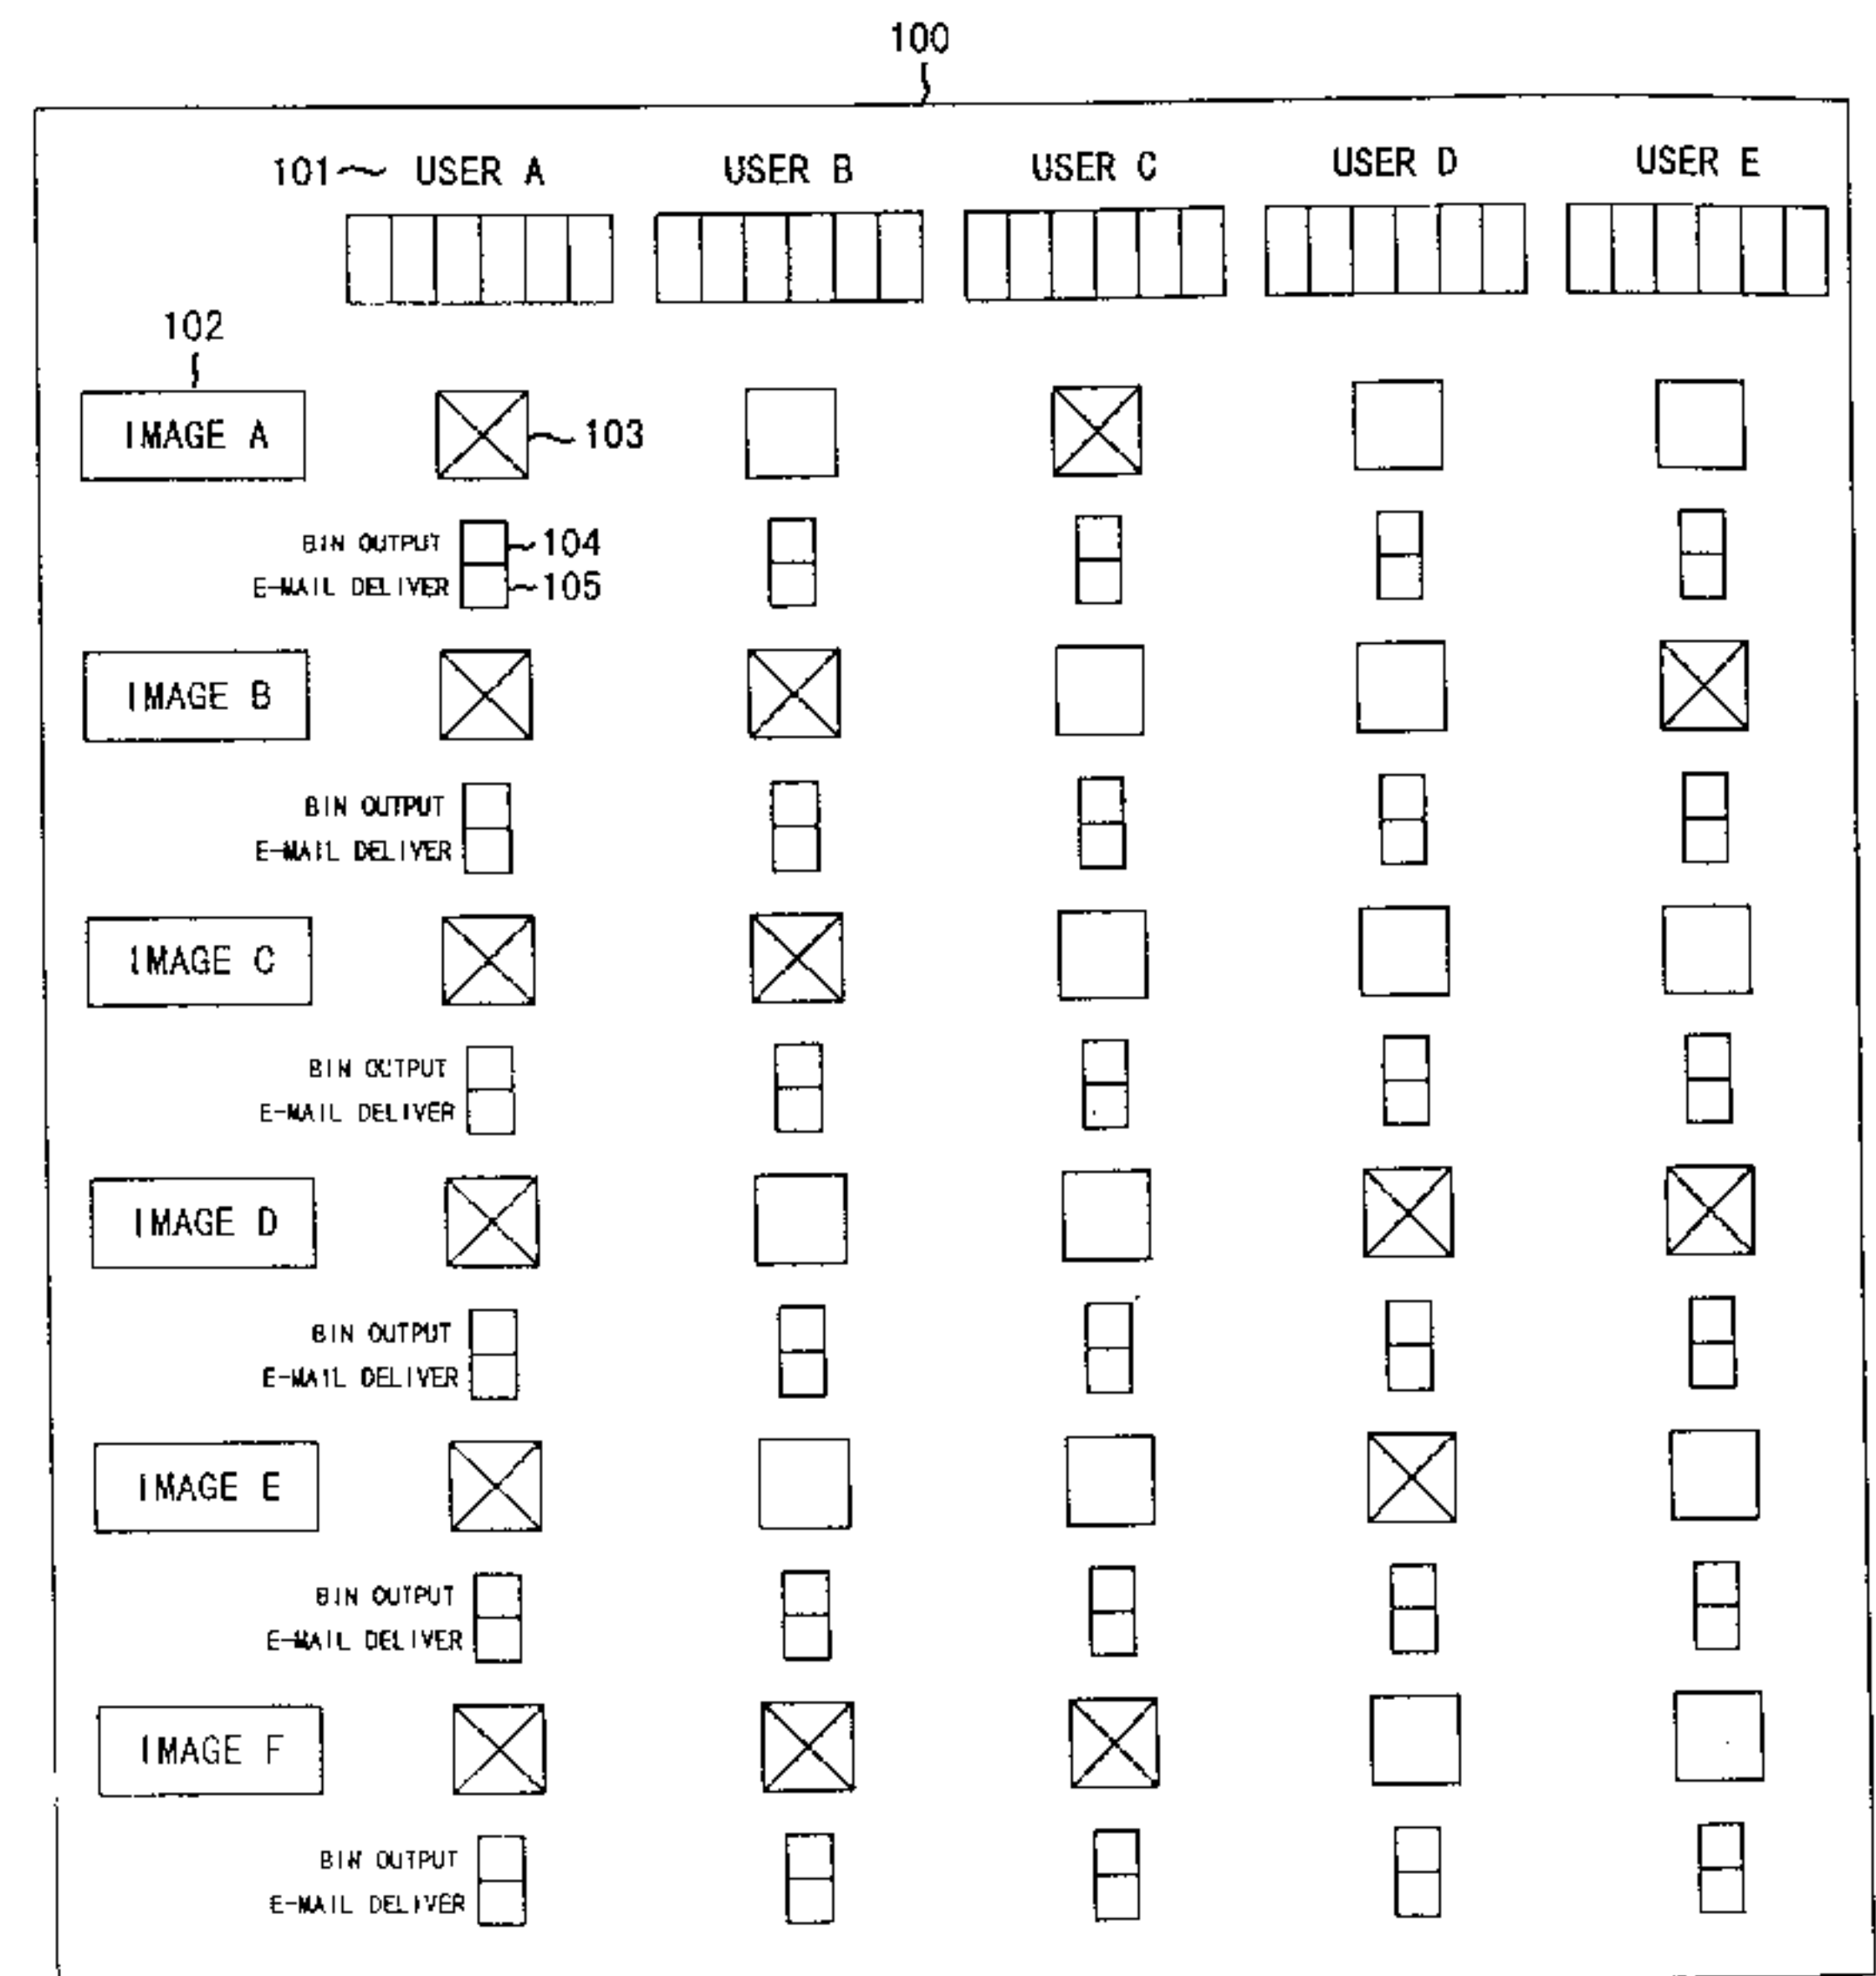 100
101 USER A USER B USER C USER D USER E
102
IMAGE A 103
BIN OUTPUT 104
E-MAIL DELIVER 105
IMAGE B
BIN OUTPUT
E-MAIL DELIVER
IMAGE C
BIN OUTPUT
E-MAIL DELIVER
IMAGE D
BIN OUTPUT
E-MAIL DELIVER
IMAGE E
BIN OUTPUT
E-MAIL DELIVER
IMAGE F
BIN OUTPUT
E-MAIL DELIVER